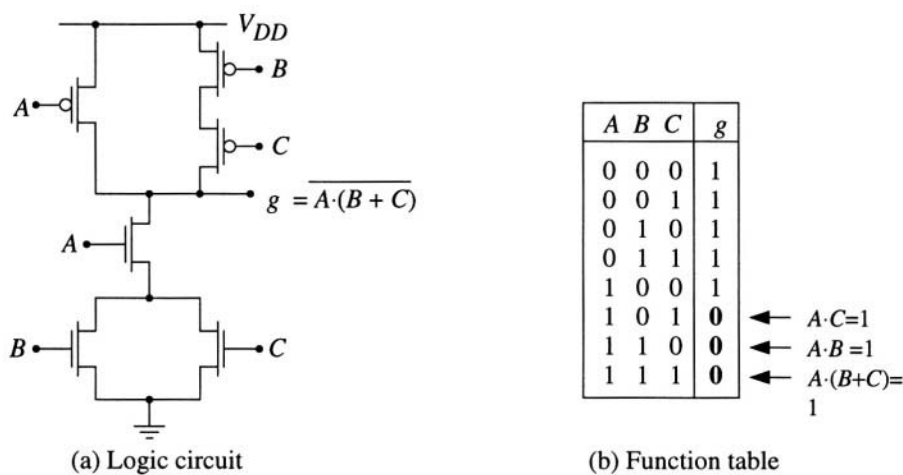 V_DD
B
A
C
g = \overline{A·(B + C)}
A
B
C
(a) Logic circuit
A B C g
0 0 0 1
0 0 1 1
0 1 0 1
0 1 1 1
1 0 0 1
1 0 1 0 A·C=1
1 1 0 0 A·B =1
1 1 1 0 A·(B+C)=
1
(b) Function table